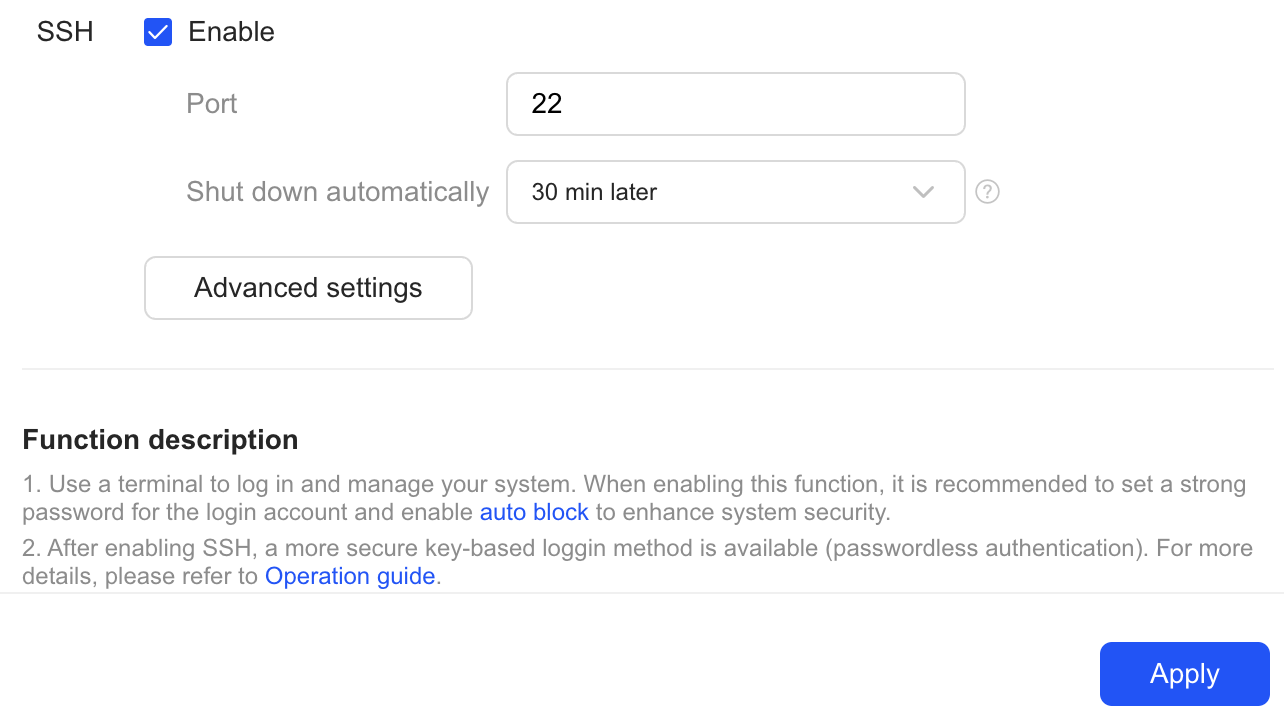 SSH Enable
Port 22
Shut down automatically 30 min later ?
Advanced settings
Function description
1. Use a terminal to log in and manage your system. When enabling this function, it is recommended to set a strong
password for the login account and enable auto block to enhance system security.
2. After enabling SSH, a more secure key-based loggin method is available (passwordless authentication). For more
details, please refer to Operation guide.
Apply